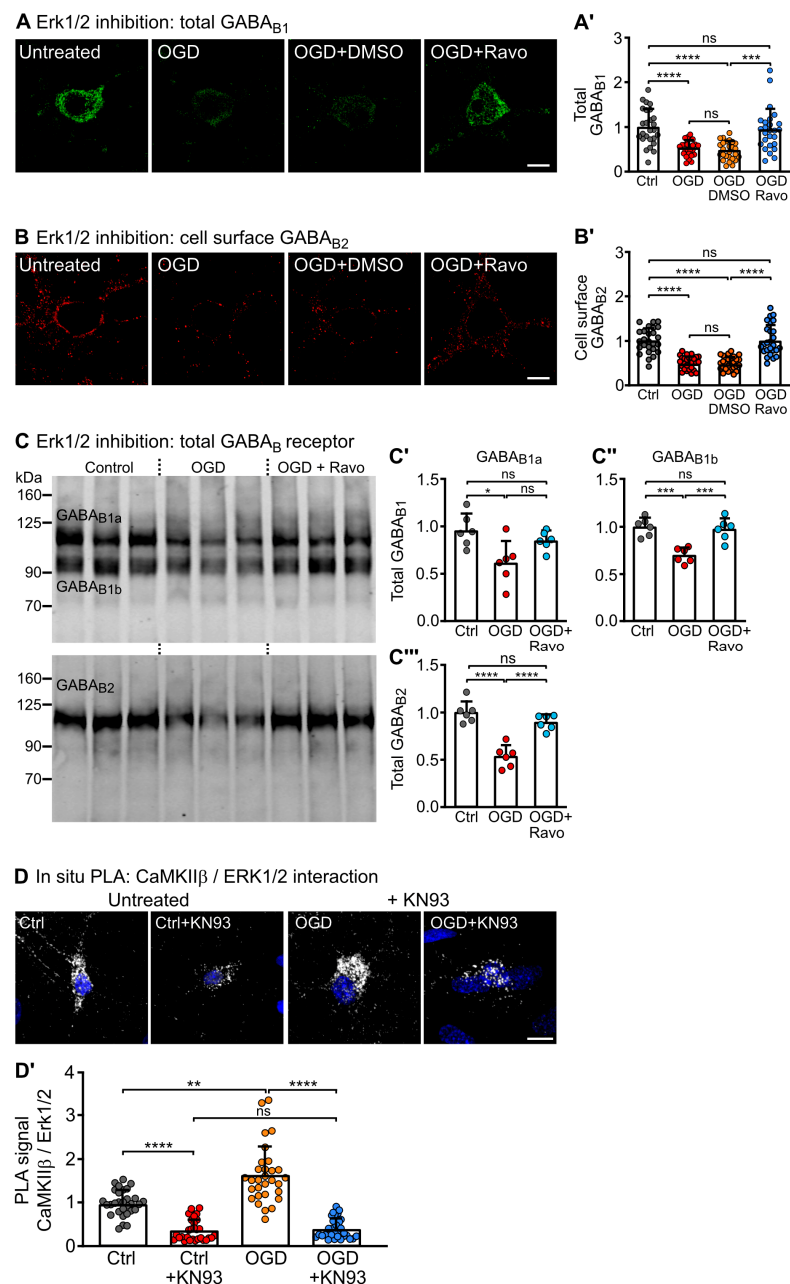 A Erk1/2 inhibition: total GABAB1
Untreated OGD OGD+DMSO OGD+Ravo
A'
Total GABAB1
3
2
1
0
ns
**** ***
****
ns
Ctrl OGD OGD DMSO OGD Ravo
B Erk1/2 inhibition: cell surface GABAB2
Untreated OGD OGD+DMSO OGD+Ravo
B'
Cell surface GABAB2
3
2
1
0
ns
**** ****
****
ns
Ctrl OGD OGD DMSO OGD Ravo
C Erk1/2 inhibition: total GABAB receptor
kDa Control OGD OGD + Ravo
160
125
90
70
GABAB1a
GABAB1b
160
125
90
70
GABAB2
C' GABAB1a
Total GABAB1
1.5
1.0
0.5
0.0
ns
* ns
Ctrl OGD OGD+ Ravo
C'' GABAB1b
1.5
1.0
0.5
0.0
ns
*** ***
Ctrl OGD OGD+ Ravo
C'''
Total GABAB2
1.5
1.0
0.5
0.0
ns
**** ****
Ctrl OGD OGD+ Ravo
D In situ PLA: CaMKIIβ / ERK1/2 interaction
Untreated + KN93
Ctrl Ctrl+KN93 OGD OGD+KN93
D'
PLA signal
CaMKIIβ / Erk1/2
4
3
2
1
0
** ****
ns
****
Ctrl Ctrl +KN93 OGD OGD +KN93